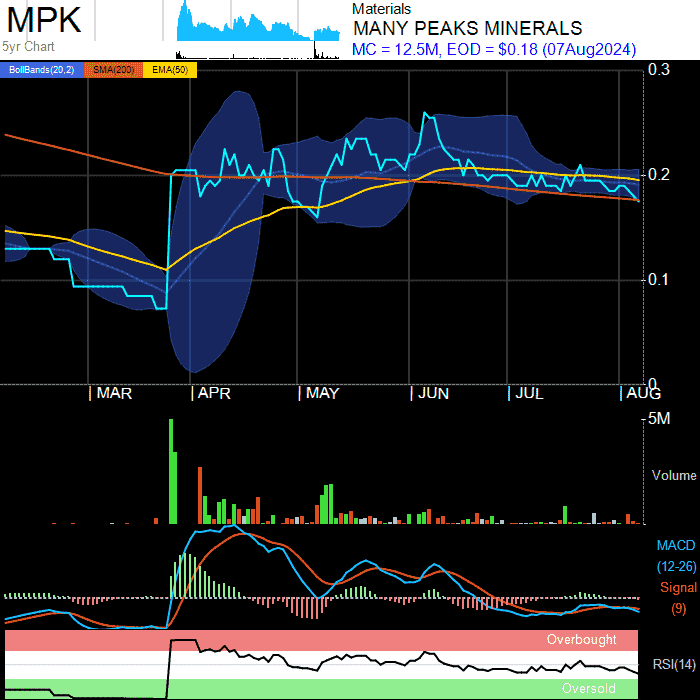 MPK
5yr Chart
Materials
MANY PEAKS MINERALS
MC = 12.5M, EOD = $0.18 (07Aug2024)
BollBands(20,2) SMA(200) EMA(50)
0.3
0.2
0.1
0
MAR APR MAY JUN JUL AUG
5M
Volume
MACD
(12-26)
Signal
(9)
Overbought
RSI(14)
Oversold